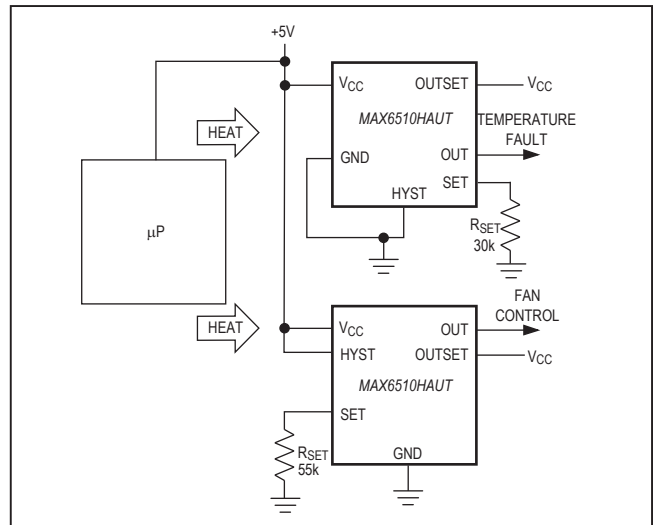 +5V
VCC
OUTSET
VCC
MAX6510HAUT
TEMPERATURE
FAULT
HEAT
GND
OUT
SET
HYST
RSET
30k
μP
FAN
CONTROL
HEAT
VCC
OUT
HYST
OUTSET
VCC
MAX6510HAUT
SET
RSET
55k
GND